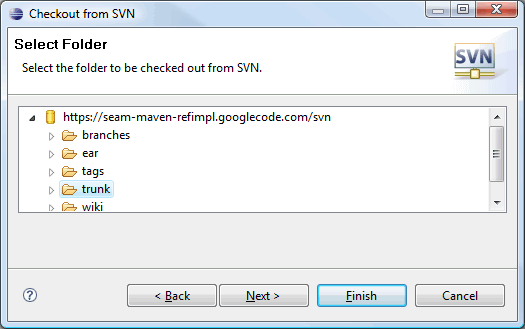 Checkout from SVN
Select Folder
Select the folder to be checked out from SVN.
SVN
https://seam-maven-refimpl.googlecode.com/svn
branches
ear
tags
trunk
wiki
?
< Back
Next >
Finish
Cancel